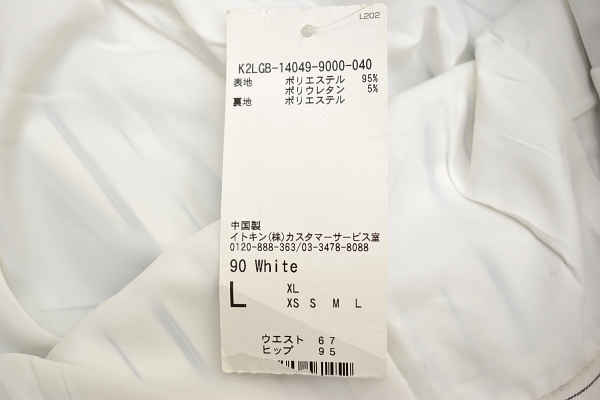 L202
K2LGB-14049-9000-040
表地 ポリエステル 95%
ポリウレタン 5%
裏地 ポリエステル
中国製
イトキン(株)カスタマーサービス室
0120-888-363/03-3478-8088
90 White
L XL
XS S M L
ウエスト 67
ヒップ 95